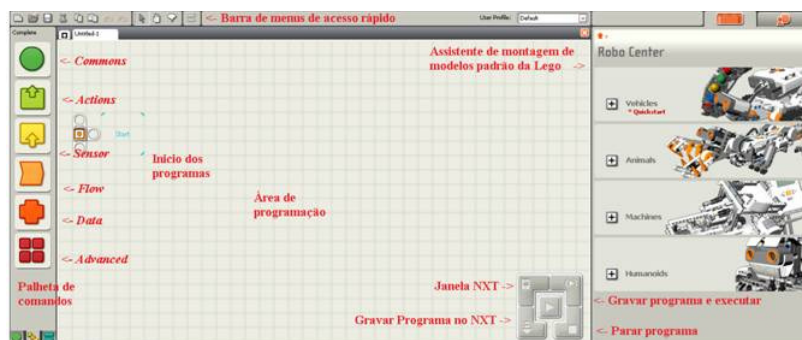 <- Barra de menus de acesso rápido
User Profile:
Default
Complete
Untitled-1
<- Commons
Assistente de montagem de
modelos padrão da Lego ->
Robo Center
<- Actions
Vehicles
* Quickstart
Start
<- Sensor
Inicio dos
programas
Animals
<- Flow
Área de
programação
<- Data
Machines
<- Advanced
Humanoids
Palheta de
comandos
Janela NXT ->
<- Gravar programa e executar
Gravar Programa no NXT ->
<- Parar programa